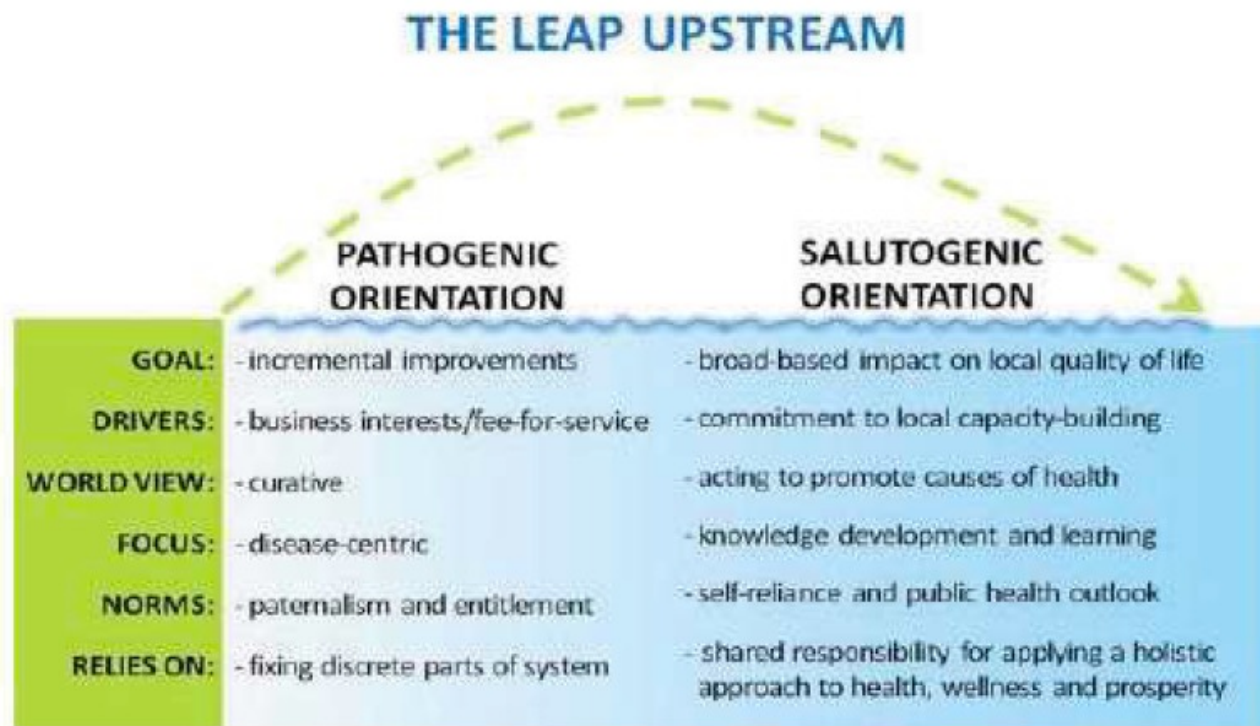 THE LEAP UPSTREAM
PATHOGENIC
ORIENTATION
SALUTOGENIC
ORIENTATION
GOAL: - incremental improvements - broad-based impact on local quality of life
DRIVERS: - business interests/fee-for-service - commitment to local capacity-building
WORLD VIEW: - curative - acting to promote causes of health
FOCUS: - disease-centric - knowledge development and learning
NORMS: - paternalism and entitlement - self-reliance and public health outlook
RELIES ON: - fixing discrete parts of system - shared responsibility for applying a holistic
approach to health, wellness and prosperity